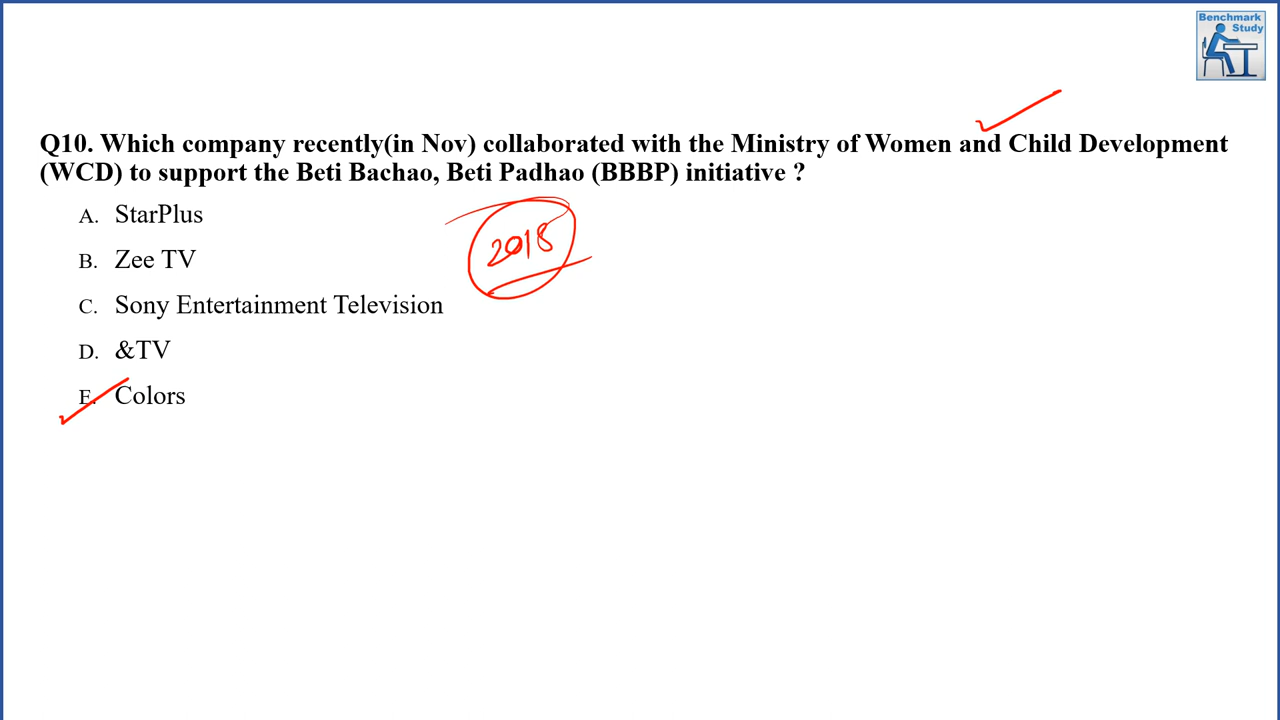 Benchmark
Study
Q10. Which company recently(in Nov) collaborated with the Ministry of Women and Child Development
(WCD) to support the Beti Bachao, Beti Padhao (BBBP) initiative ?
A. StarPlus
2018
B. Zee TV
C. Sony Entertainment Television
D. &TV
E. Colors